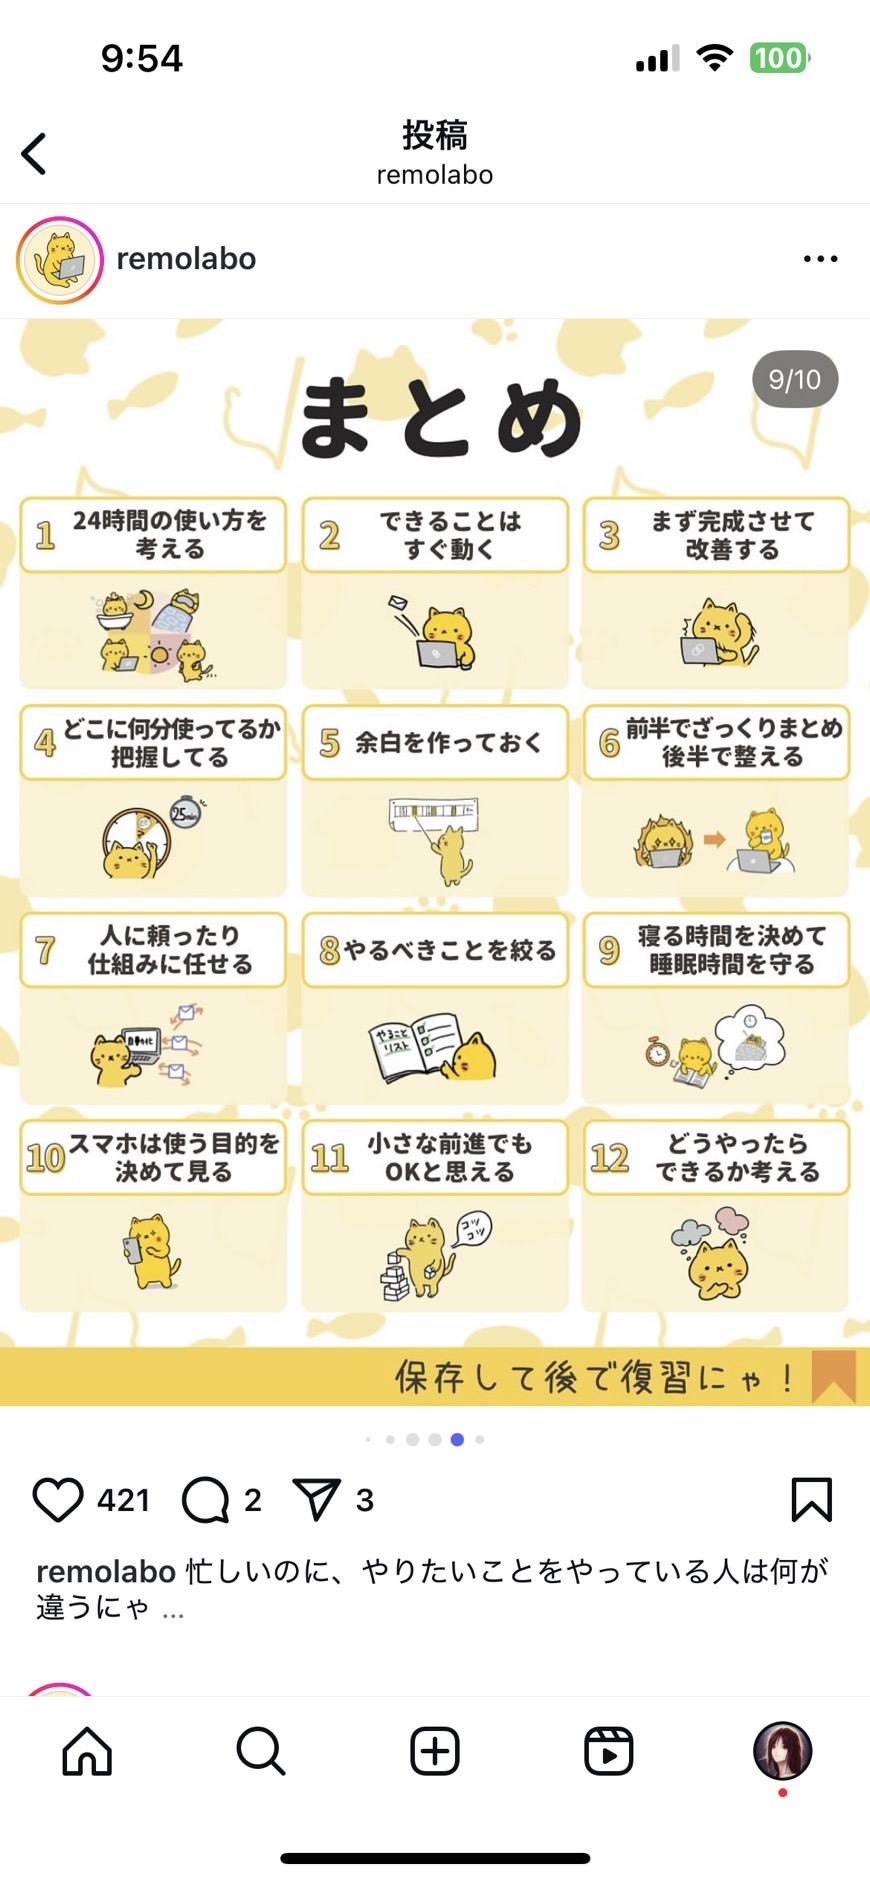 9:54
100
投稿
remolabo
remolabo
9/10
まとめ
1 24時間の使い方を
考える
2 できることは
すぐ動く
3 まず完成させて
改善する
4 どこに何分使ってるか
把握してる
25min
5 余白を作っておく
6 前半でざっくりまとめ
後半で整える
7 人に頼ったり
仕組みに任せる
自動化
8 やるべきことを絞る
やること
リスト
9 寝る時間を決めて
睡眠時間を守る
10 スマホは使う目的を
決めて見る
11 小さな前進でも
OKと思える
コツ
コツ
12 どうやったら
できるか考える
保存して後で復習にゃ！
421 2 3
remolabo 忙しいのに、やりたいことをやっている人は何が
違うにゃ ...